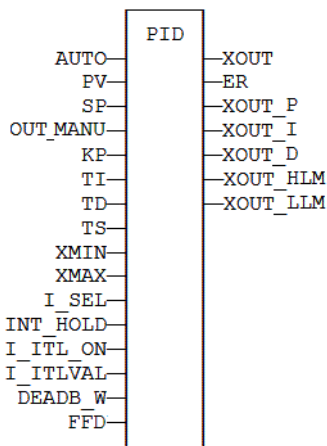 PID
AUTO XOUT
PV ER
SP XOUT_P
OUT_MANU XOUT_I
KP XOUT_D
TI XOUT_HLM
TD XOUT_LLM
TS
XMIN
XMAX
I_SEL
INT_HOLD
I_ITL_ON
I_ITLVAL
DEADB_W
FFD